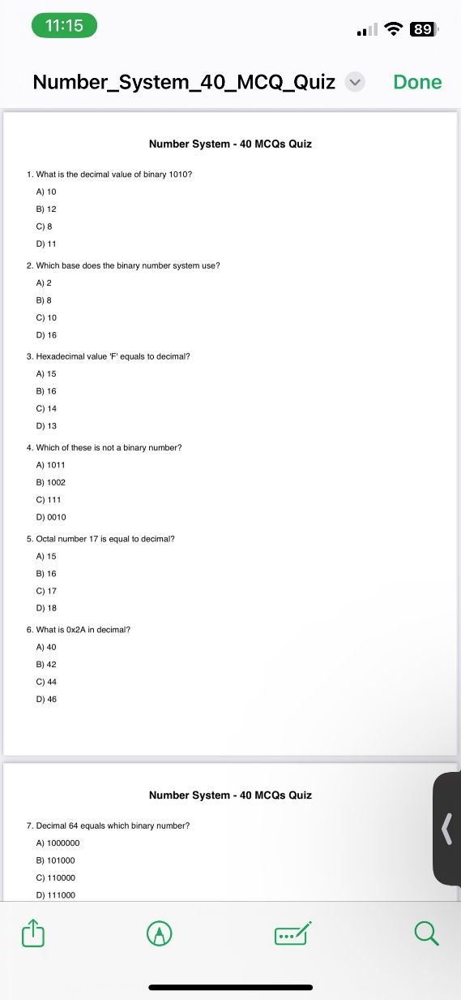 11:15
89
Number_System_40_MCQ_Quiz
Done
Number System - 40 MCQs Quiz
1. What is the decimal value of binary 1010?
A) 10
B) 12
C) 8
D) 11
2. Which base does the binary number system use?
A) 2
B) 8
C) 10
D) 16
3. Hexadecimal value 'F' equals to decimal?
A) 15
B) 16
C) 14
D) 13
4. Which of these is not a binary number?
A) 1011
B) 1002
C) 111
D) 0010
5. Octal number 17 is equal to decimal?
A) 15
B) 16
C) 17
D) 18
6. What is 0x2A in decimal?
A) 40
B) 42
C) 44
D) 46
Number System - 40 MCQs Quiz
7. Decimal 64 equals which binary number?
A) 1000000
B) 101000
C) 110000
D) 111000